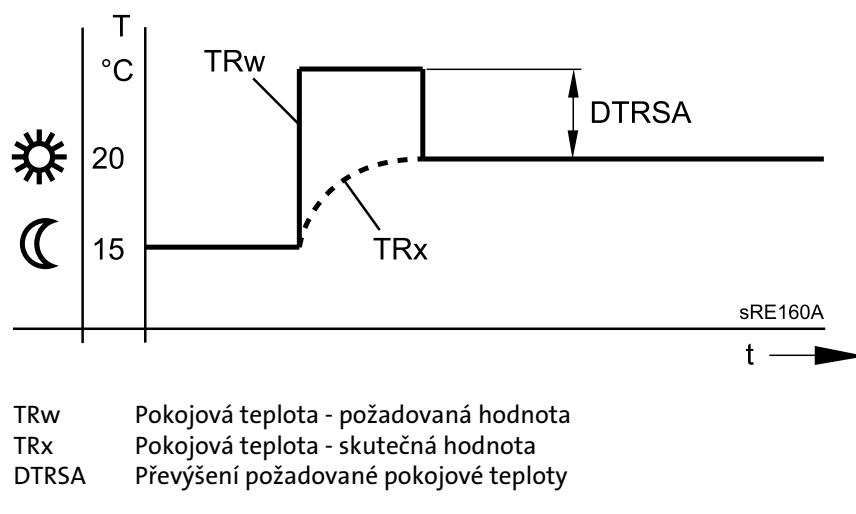 T
°C
TRw
DTRSA
20
15
TRx
sRE160A
t
TRw Pokojová teplota - požadovaná hodnota
TRx Pokojová teplota - skutečná hodnota
DTRSA Převýšení požadované pokojové teploty